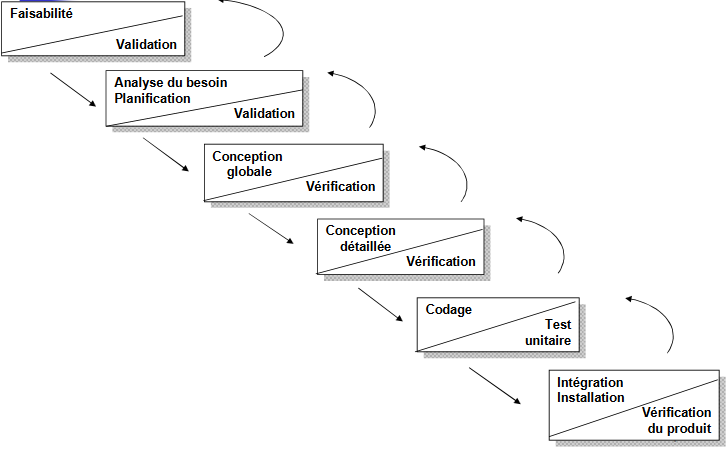 Faisabilité
Validation
Analyse du besoin
Planification
Validation
Conception
globale
Vérification
Conception
détaillée
Vérification
Codage
Test
unitaire
Intégration
Installation
Vérification
du produit